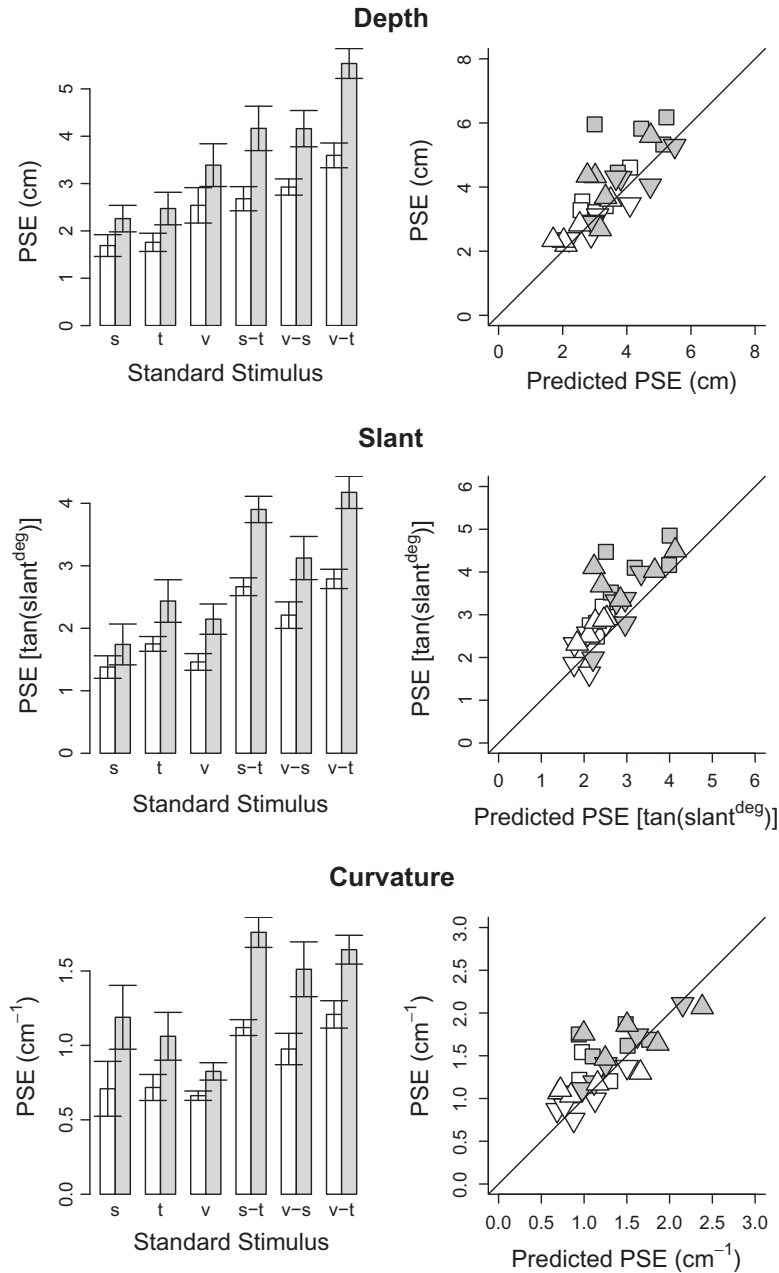 Depth
PSE (cm)
0 1 2 3 4 5
s t v s−t v−s v−t
Standard Stimulus
PSE (cm)
0 2 4 6 8
0 2 4 6 8
Predicted PSE (cm)
Slant
PSE [tan(slant^deg)]
0 1 2 3 4
s t v s−t v−s v−t
Standard Stimulus
PSE [tan(slant^deg)]
0 1 2 3 4 5 6
0 1 2 3 4 5 6
Predicted PSE [tan(slant^deg)]
Curvature
PSE (cm⁻¹)
0.0 0.5 1.0 1.5
s t v s−t v−s v−t
Standard Stimulus
PSE (cm⁻¹)
0.0 0.5 1.0 1.5 2.0 2.5 3.0
0.0 0.5 1.0 1.5 2.0 2.5 3.0
Predicted PSE (cm⁻¹)